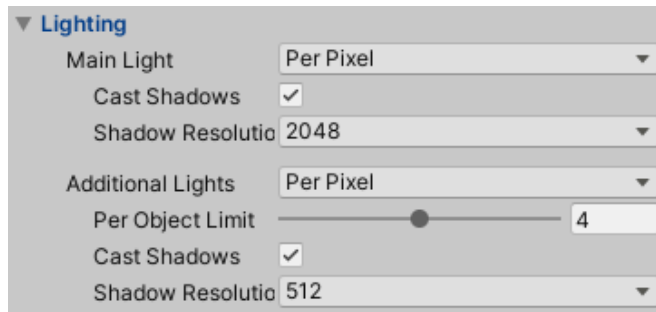 Lighting
Main Light Per Pixel
Cast Shadows
Shadow Resolutio 2048
Additional Lights Per Pixel
Per Object Limit 4
Cast Shadows
Shadow Resolutio 512